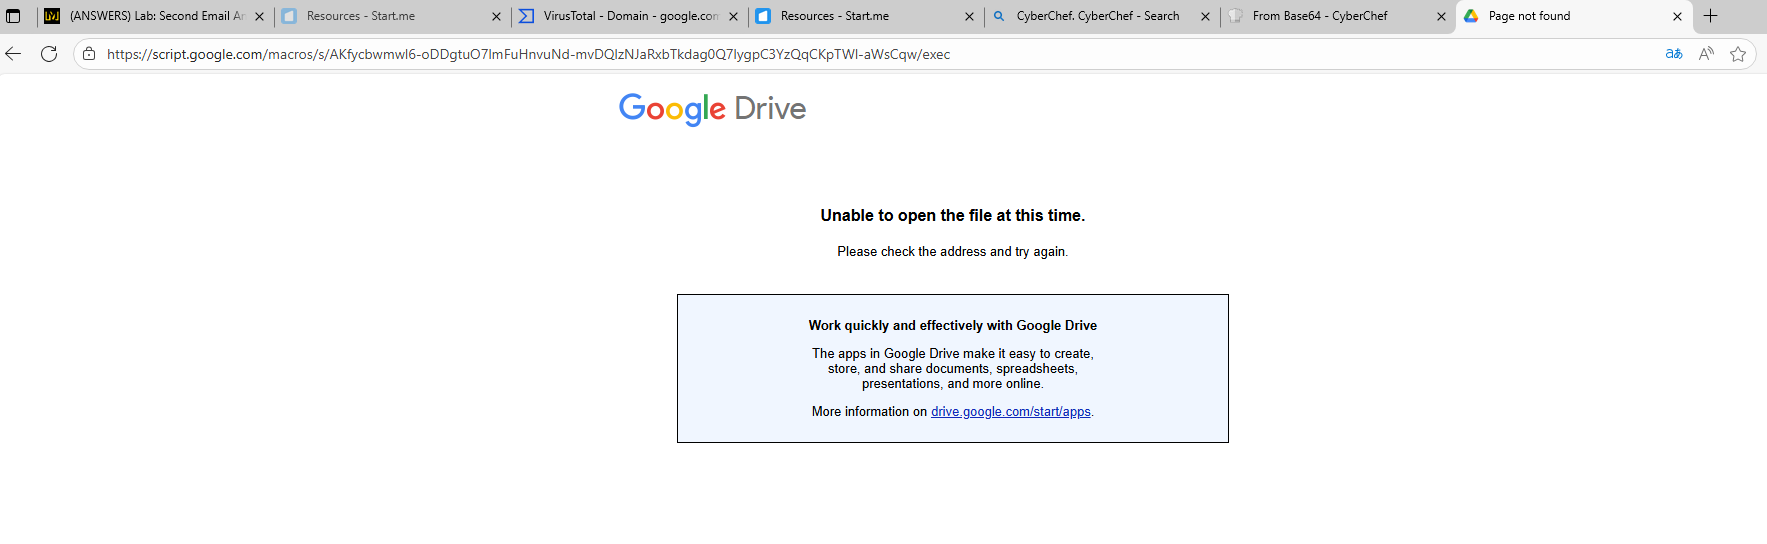 (ANSWERS) Lab: Second Email An
Resources - Start.me
VirusTotal - Domain - google.com
Resources - Start.me
CyberChef. CyberChef - Search
From Base64 - CyberChef
Page not found
https://script.google.com/macros/s/AKfycbwmwl6-oDDgtuO7ImFuHnvuNd-mvDQIzNJaRxbTkdag0Q7lygpC3YzQqCKpTWl-aWsCqw/exec
Google Drive
Unable to open the file at this time.
Please check the address and try again.
Work quickly and effectively with Google Drive
The apps in Google Drive make it easy to create,
store, and share documents, spreadsheets,
presentations, and more online.
More information on drive.google.com/start/apps.